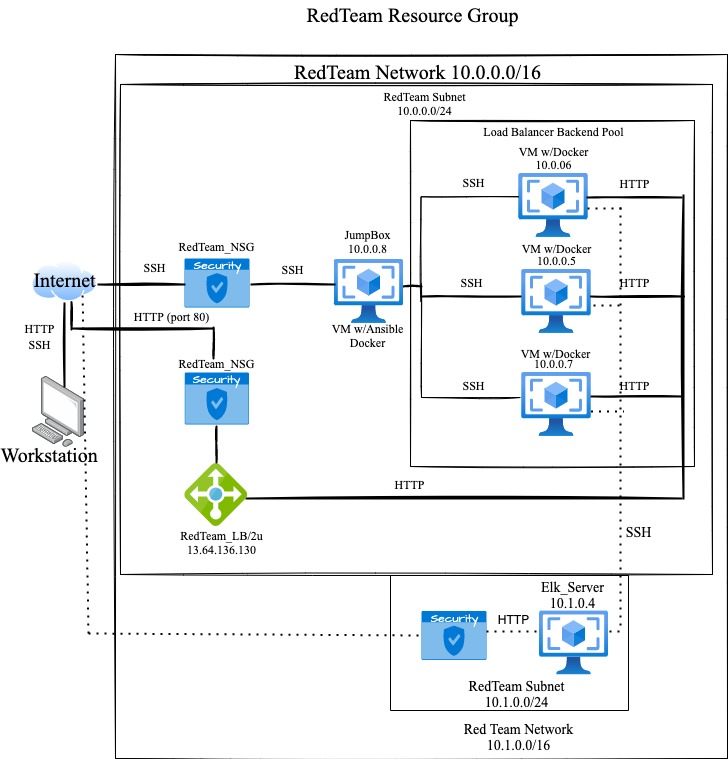 RedTeam Resource Group
RedTeam Network 10.0.0.0/16
RedTeam Subnet
10.0.0.0/24
Load Balancer Backend Pool
VM w/Docker
10.0.06
SSH
HTTP
JumpBox
10.0.0.8
RedTeam_NSG
Security
SSH
SSH
VM w/Ansible
Docker
VM w/Docker
10.0.0.5
SSH
HTTP
Internet
HTTP (port 80)
HTTP
SSH
RedTeam_NSG
Security
VM w/Docker
10.0.0.7
SSH
HTTP
Workstation
HTTP
RedTeam_LB/2u
13.64.136.130
SSH
Elk_Server
10.1.0.4
Security
HTTP
RedTeam Subnet
10.1.0.0/24
Red Team Network
10.1.0.0/16